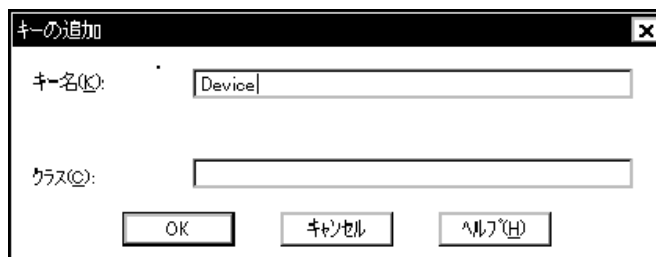 キーの追加
キー名(K):
Device
クラス(C):
OK
キャンセル
ヘルプ(H)